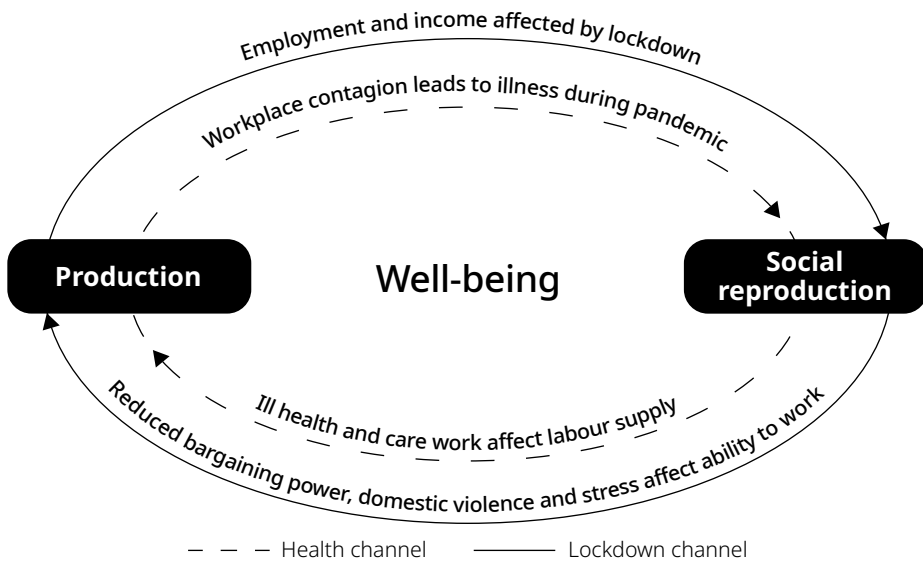 Employment and income affected by lockdown
Workplace contagion leads to illness during pandemic
Production
Well-being
Social
reproduction
Ill health and care work affect labour supply
Reduced bargaining power, domestic violence and stress affect ability to work
Health channel
Lockdown channel